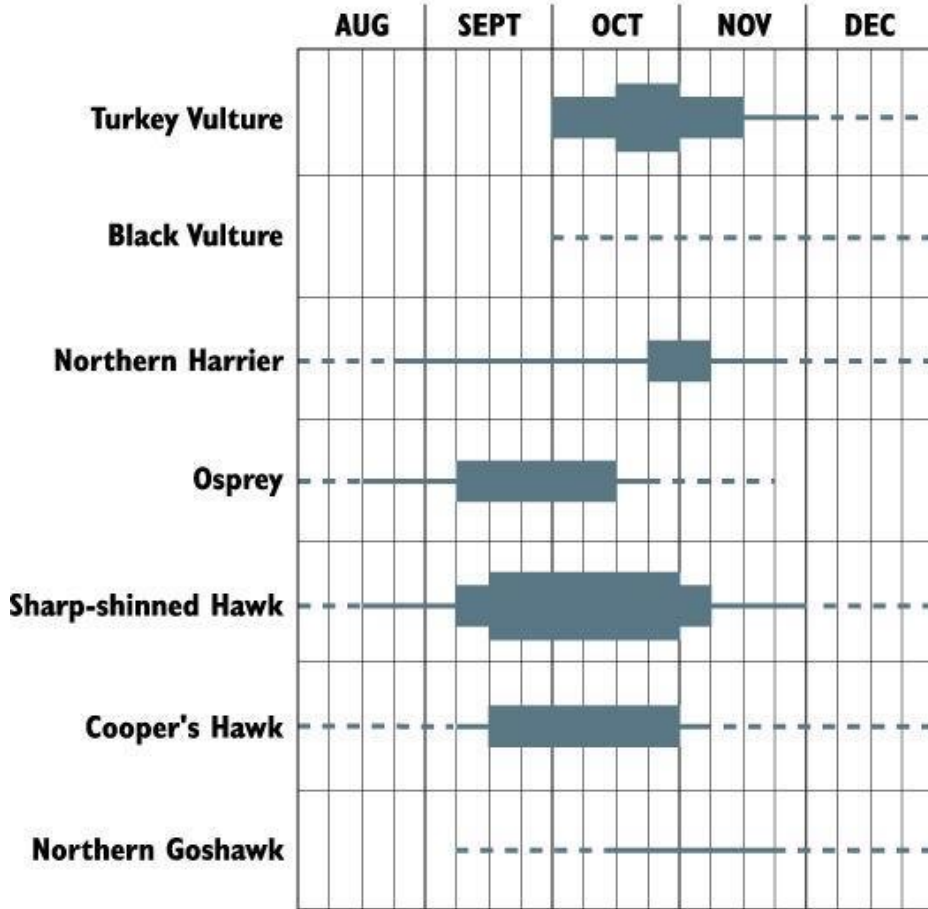 AUG SEPT OCT NOV DEC
Turkey Vulture
Black Vulture
Northern Harrier
Osprey
Sharp-shinned Hawk
Cooper's Hawk
Northern Goshawk